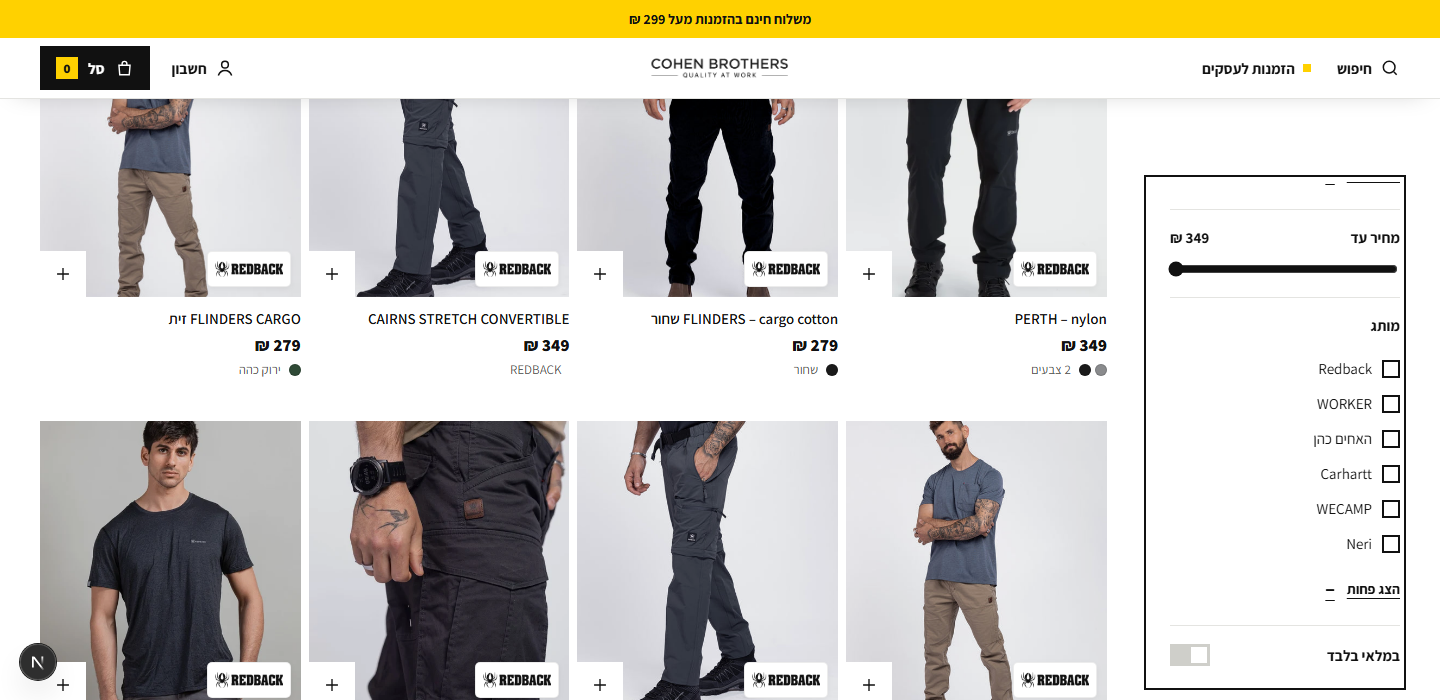 משלוח חינם בהזמנות מעל 299 ₪
חיפוש
הזמנות לעסקים
COHEN BROTHERS
QUALITY AT WORK
חשבון
סל
0
מחיר עד
349 ₪
מותג
Redback
WORKER
האחים כהן
Carhartt
WECAMP
Neri
הצג פחות
במלאי בלבד
REDBACK
PERTH – nylon
349 ₪
2 צבעים
REDBACK
FLINDERS – cargo cotton שחור
279 ₪
שחור
REDBACK
CAIRNS STRETCH CONVERTIBLE
349 ₪
REDBACK
REDBACK
FLINDERS CARGO זית
279 ₪
ירוק כהה
REDBACK
REDBACK
REDBACK
REDBACK
N